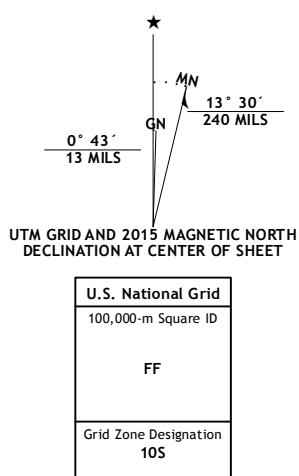 ★
MN
GN
13° 30´
240 MILS
0° 43´
13 MILS
UTM GRID AND 2015 MAGNETIC NORTH
DECLINATION AT CENTER OF SHEET
U.S. National Grid
100,000-m Square ID
FF
Grid Zone Designation
10S